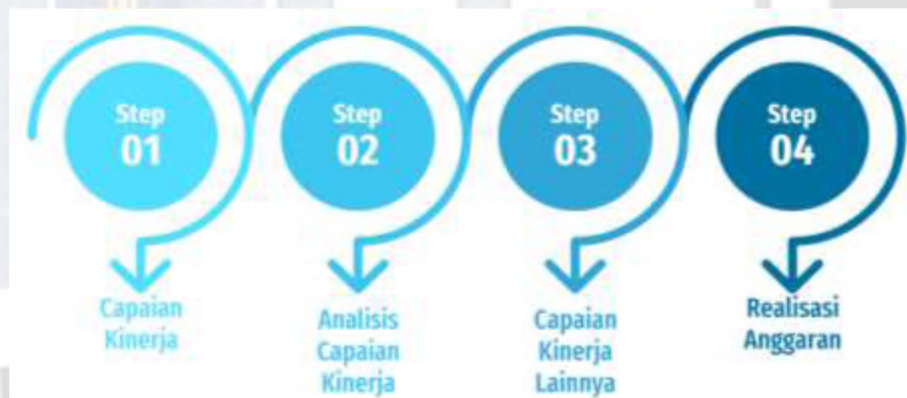 Step
01
Step
02
Step
03
Step
04
Capaian
Kinerja
Analisis
Capaian
Kinerja
Capaian
Kinerja
Lainnya
Realisasi
Anggaran